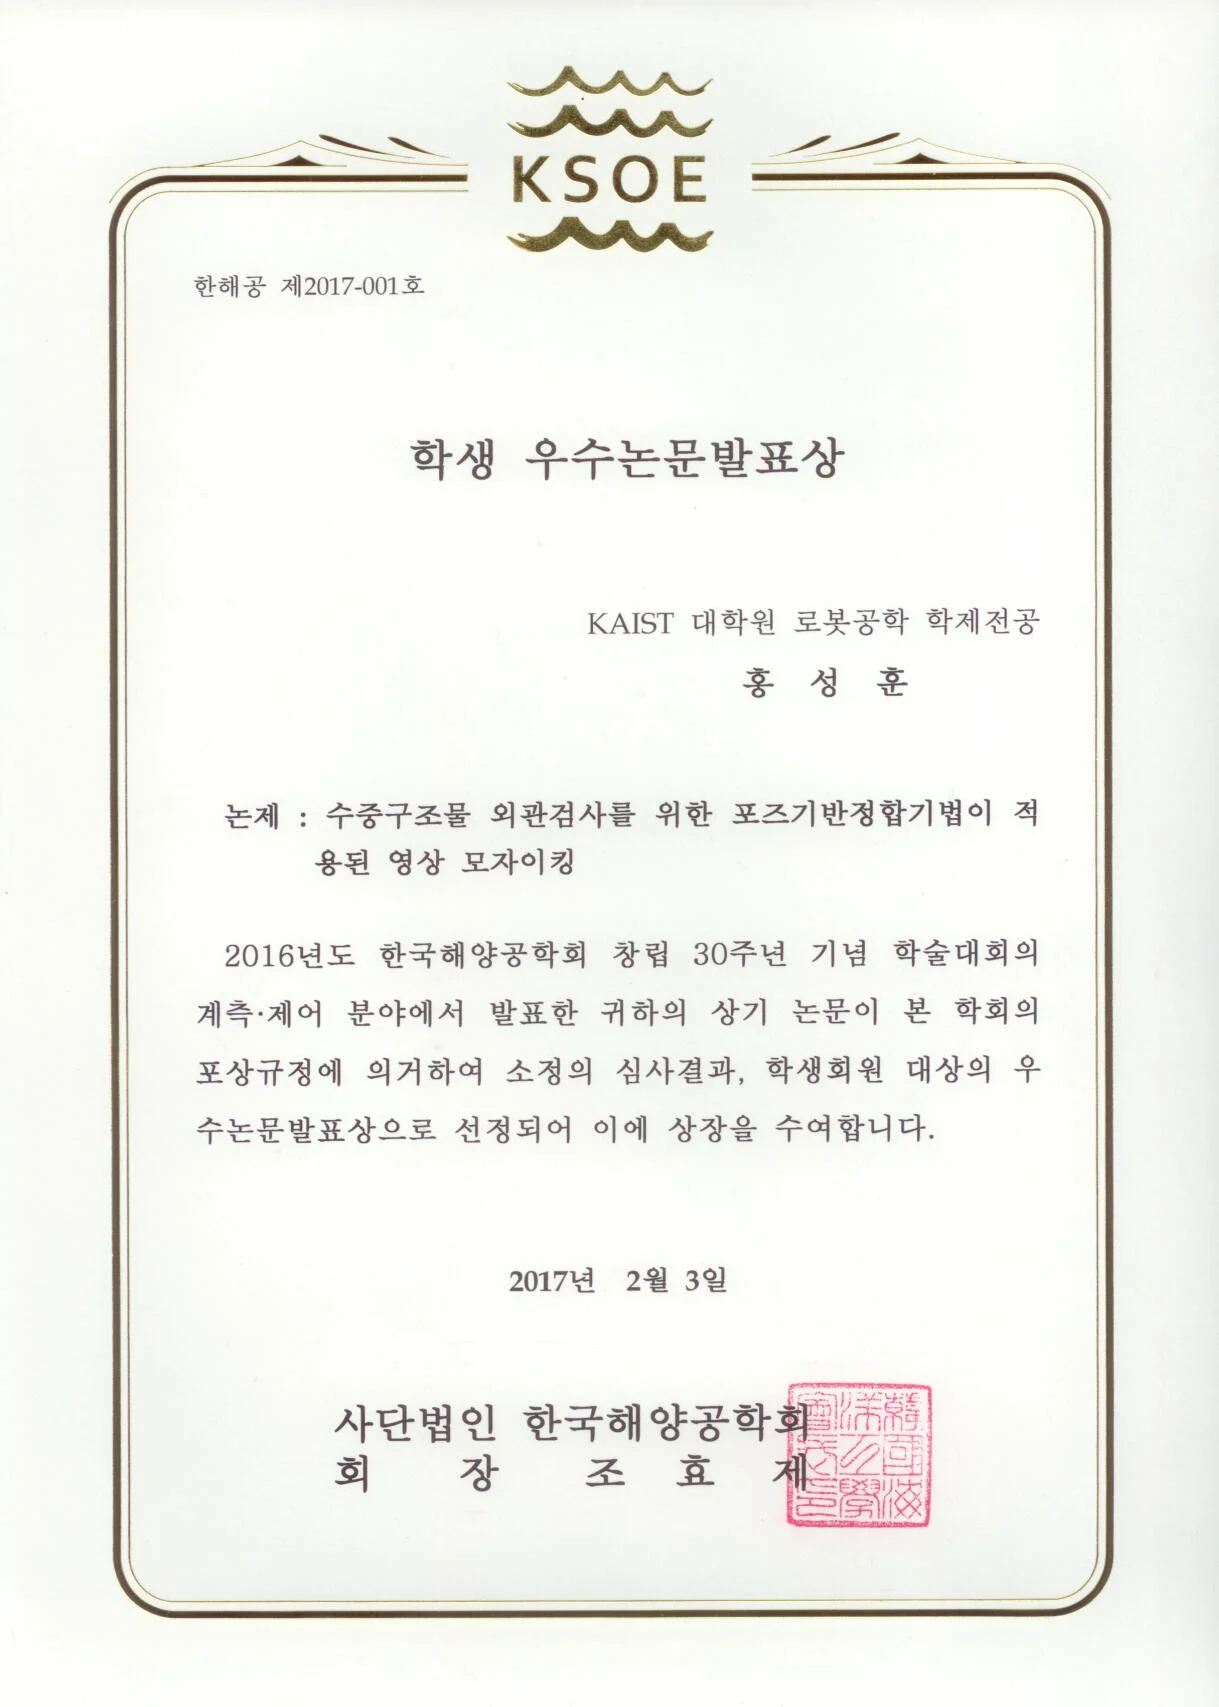 KSOE
한해공 제2017-001호
학생 우수논문발표상
KAIST 대학원 로봇공학 학제전공
홍 성 훈
논제 : 수중구조물 외관검사를 위한 포즈기반정합기법이 적
용된 영상 모자이킹
2016년도 한국해양공학회 창립 30주년 기념 학술대회의
계측·제어 분야에서 발표한 귀하의 상기 논문이 본 학회의
포상규정에 의거하여 소정의 심사결과, 학생회원 대상의 우
수논문발표상으로 선정되어 이에 상장을 수여합니다.
2017년 2월 3일
사단법인 한국해양공학회
회 장 조 효 제